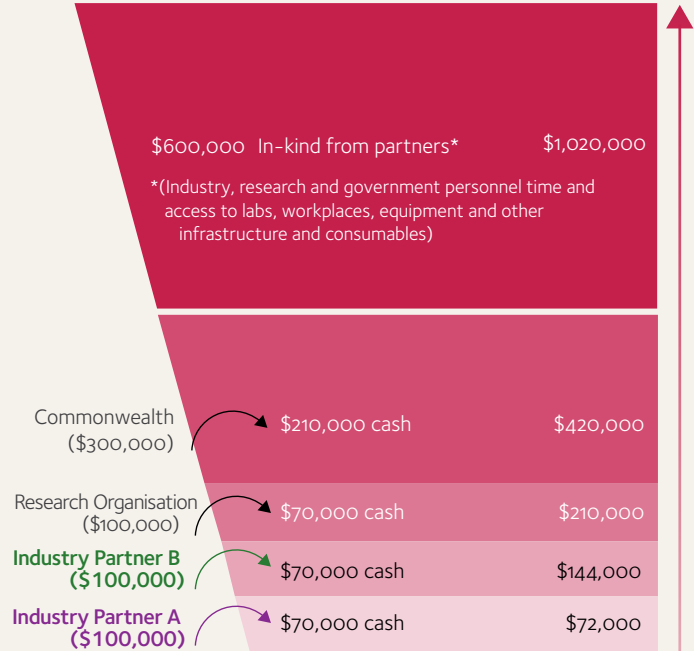 $600,000 In-kind from partners* $1,020,000
*(Industry, research and government personnel time and
access to labs, workplaces, equipment and other
infrastructure and consumables)
Commonwealth
($300,000)
$210,000 cash $420,000
Research Organisation
($100,000)
$70,000 cash $210,000
Industry Partner B
($100,000)
$70,000 cash $144,000
Industry Partner A
($100,000)
$70,000 cash $72,000